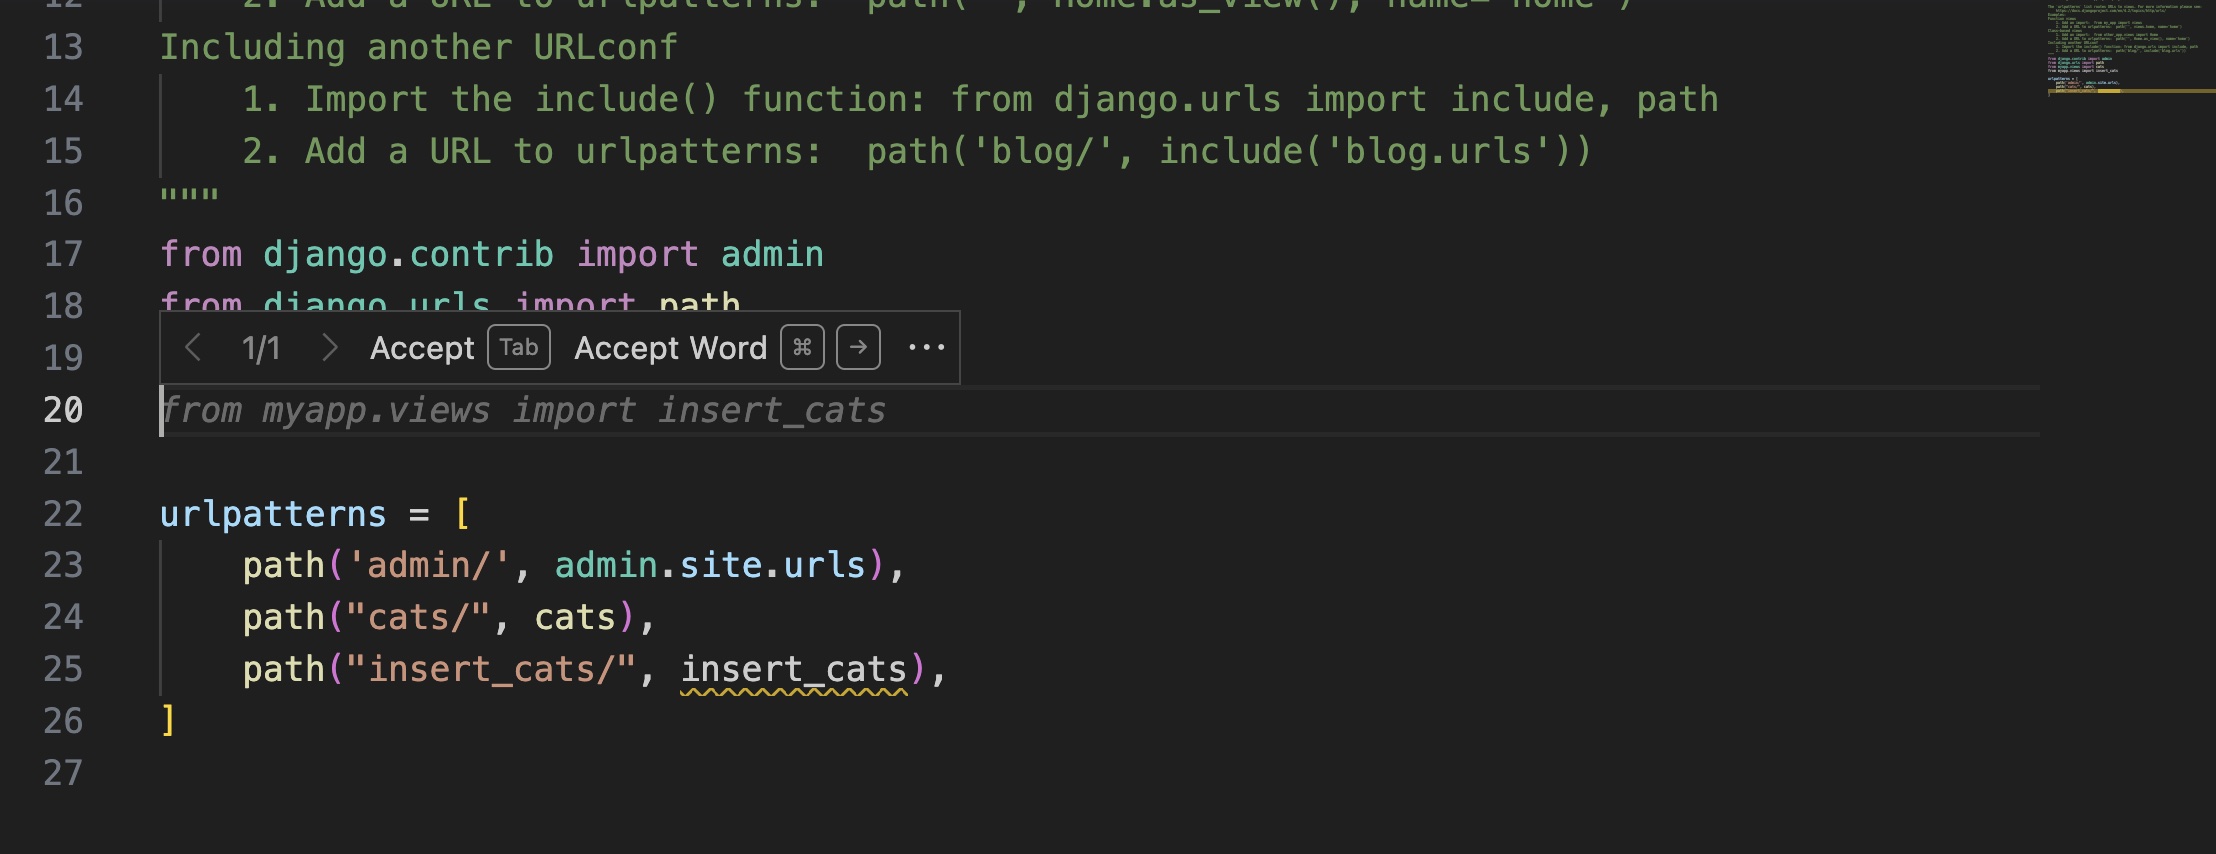 12 2. Add a URL to urlpatterns: path('', Home.as_view(), name='home')
13 Including another URLconf
14 1. Import the include() function: from django.urls import include, path
15 2. Add a URL to urlpatterns: path('blog/', include('blog.urls'))
16 """
17 from django.contrib import admin
18 from django.urls import path
1/1 Accept Tab Accept Word ⌘ → ···
19
20 from myapp.views import insert_cats
21
22 urlpatterns = [
23 path('admin/', admin.site.urls),
24 path("cats/", cats),
25 path("insert_cats/", insert_cats),
26 ]
27